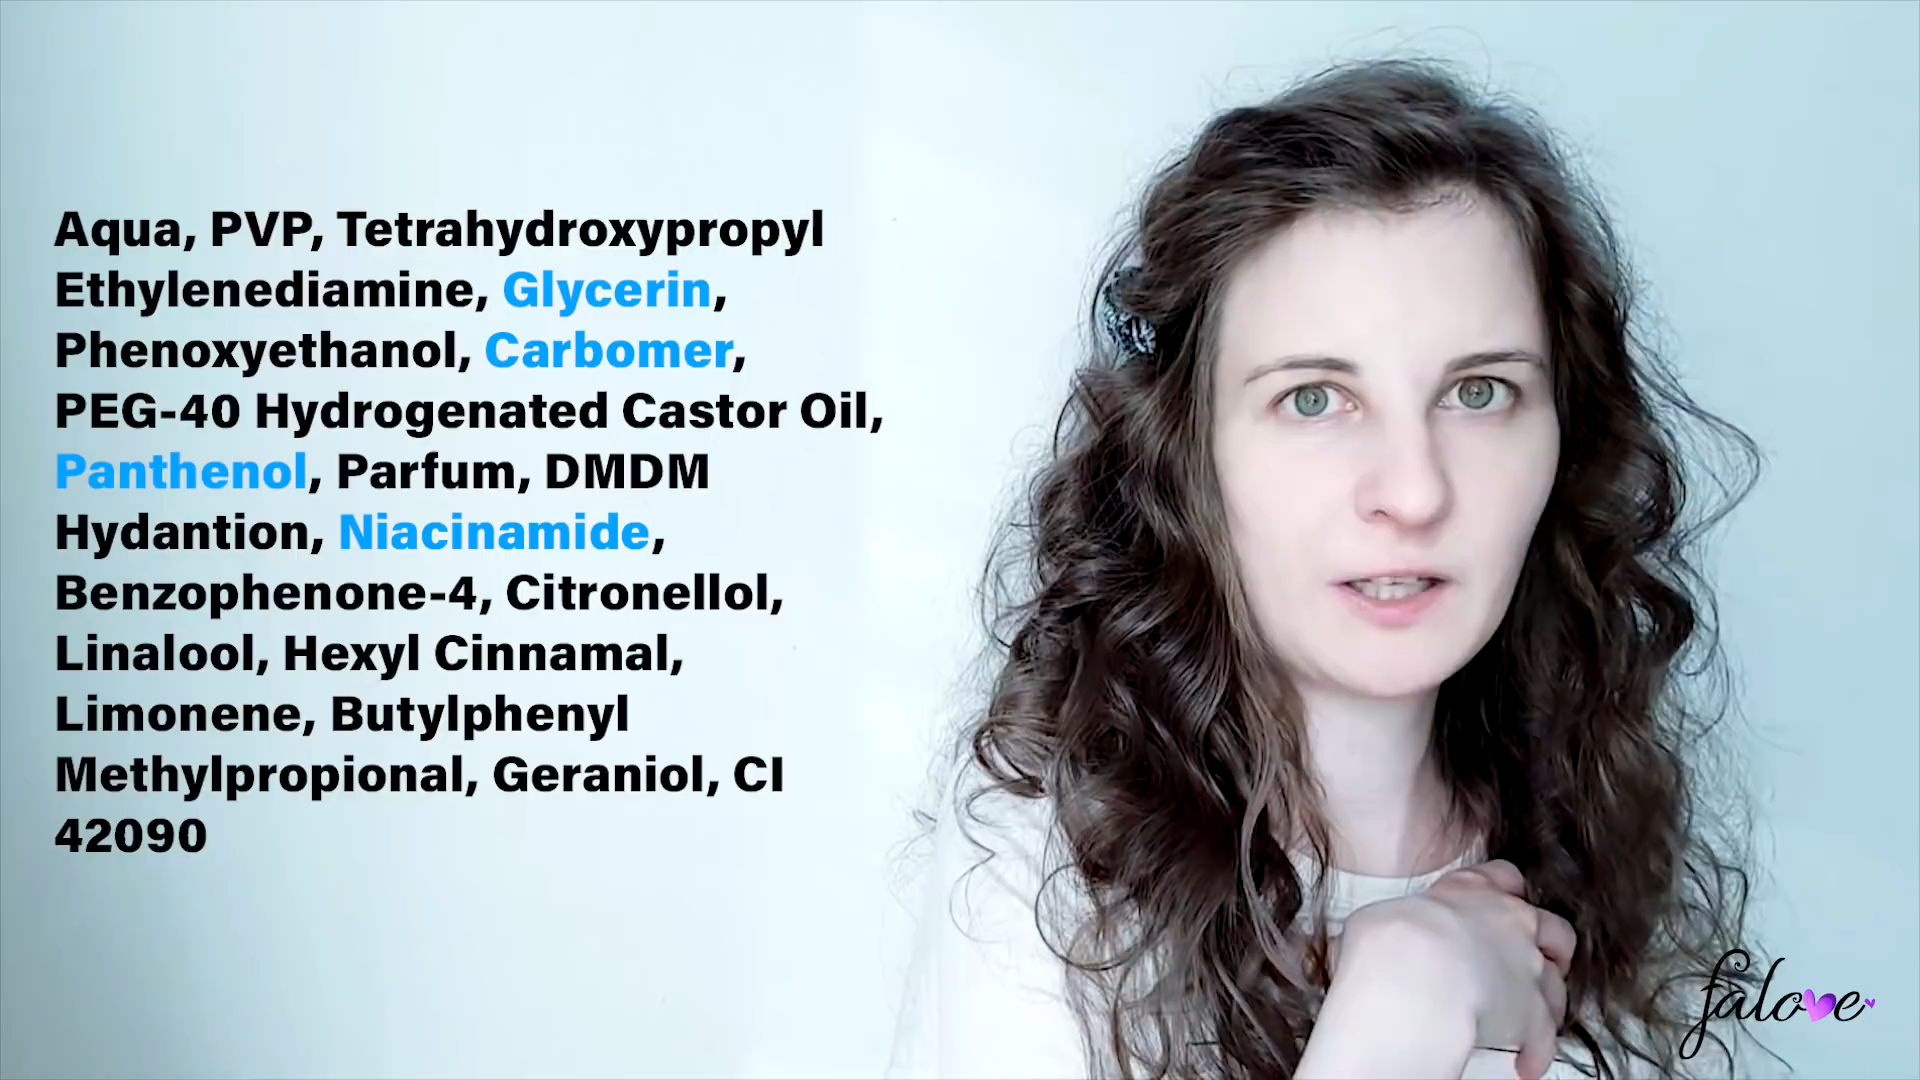 Aqua, PVP, Tetrahydroxypropyl
Ethylenediamine, Glycerin,
Phenoxyethanol, Carbomer,
PEG-40 Hydrogenated Castor Oil,
Panthenol, Parfum, DMDM
Hydantion, Niacinamide,
Benzophenone-4, Citronellol,
Linalool, Hexyl Cinnamal,
Limonene, Butylphenyl
Methylpropional, Geraniol, CI
42090
falove